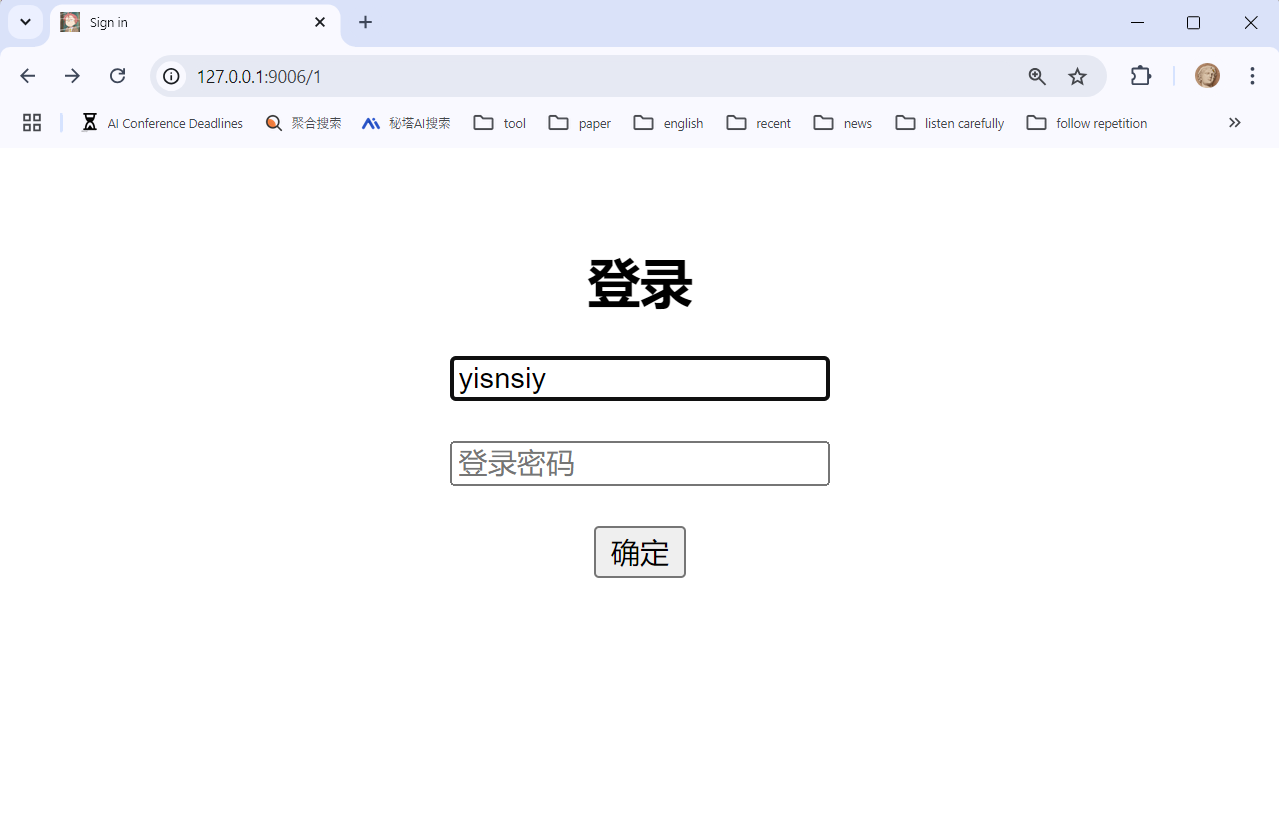 Sign in
127.0.0.1:9006/1
AI Conference Deadlines 聚合搜索 秘塔AI搜索 tool paper english recent news listen carefully follow repetition
登录
yisnsiy
登录密码
确定